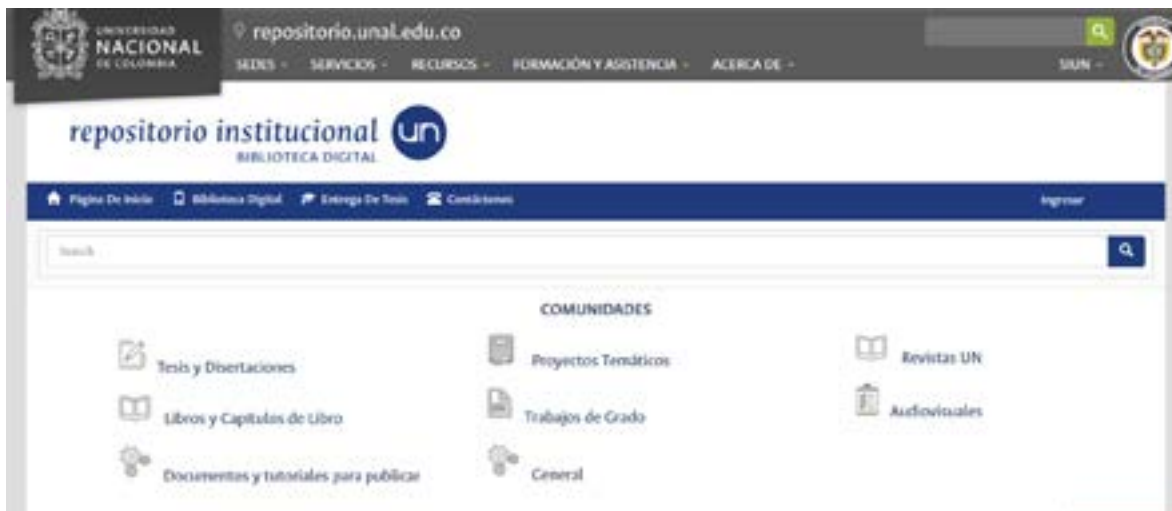 UNIVERSIDAD
NACIONAL
DE COLOMBIA
repositorio.unal.edu.co
SEDES SERVICIOS RECURSOS FORMACIÓN Y ASISTENCIA ACERCA DE SIUN
repositorio institucional un
BIBLIOTECA DIGITAL
Página De Inicio Biblioteca Digital Entrega De Tesis Contáctenos Ingresar
Search
COMUNIDADES
Tesis y Disertaciones Proyectos Temáticos Revistas UN
Libros y Capítulos de Libro Trabajos de Grado Audiovisuales
Documentos y tutoriales para publicar General